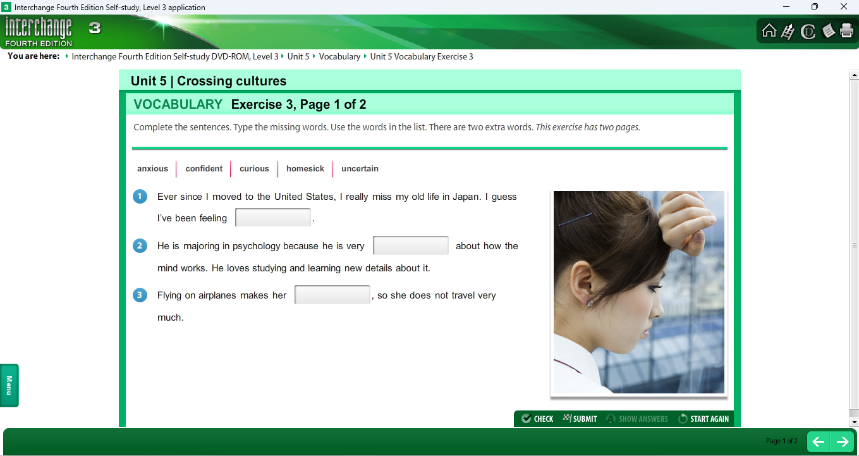 3 Interchange Fourth Edition Self-study, Level 3 application
interchange 3
FOURTH EDITION
You are here: Interchange Fourth Edition Self-study DVD-ROM, Level 3 Unit 5 Vocabulary Unit 5 Vocabulary Exercise 3
Unit 5 | Crossing cultures
VOCABULARY Exercise 3, Page 1 of 2
Complete the sentences. Type the missing words. Use the words in the list. There are two extra words. This exercise has two pages.
anxious confident curious homesick uncertain
1 Ever since I moved to the United States, I really miss my old life in Japan. I guess
I've been feeling .
2 He is majoring in psychology because he is very about how the
mind works. He loves studying and learning new details about it.
3 Flying on airplanes makes her , so she does not travel very
much.
Menu
CHECK SUBMIT SHOW ANSWERS START AGAIN
Page 1 of 2